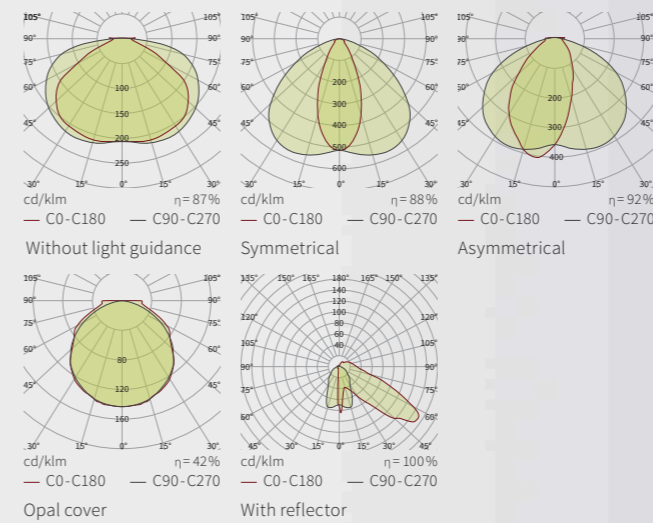 105° 105°
90° 90°
75° 75°
60° 60°
45° 45°
100
150
200
250
30° 15° 0° 15° 30°
cd/klm η = 87%
C0-C180 C90-C270
Without light guidance
105° 105°
90° 90°
75° 75°
60° 60°
45° 45°
200
300
400
500
600
30° 15° 0° 15° 30°
cd/klm η = 88%
C0-C180 C90-C270
Symmetrical
105° 105°
90° 90°
75° 75°
60° 60°
45° 45°
200
300
400
30° 15° 0° 15° 30°
cd/klm η = 92%
C0-C180 C90-C270
Asymmetrical
105° 105°
90° 90°
75° 75°
60° 60°
45° 45°
80
120
160
30° 15° 0° 15° 30°
cd/klm η = 42%
C0-C180 C90-C270
Opal cover
135° 150° 165° 180° 165° 150° 135°
140
120
100
80
60
40
120° 120°
105° 105°
90° 90°
75° 75°
60° 60°
45° 30° 15° 0° 15° 30° 45°
cd/klm η = 100%
C0-C180 C90-C270
With reflector